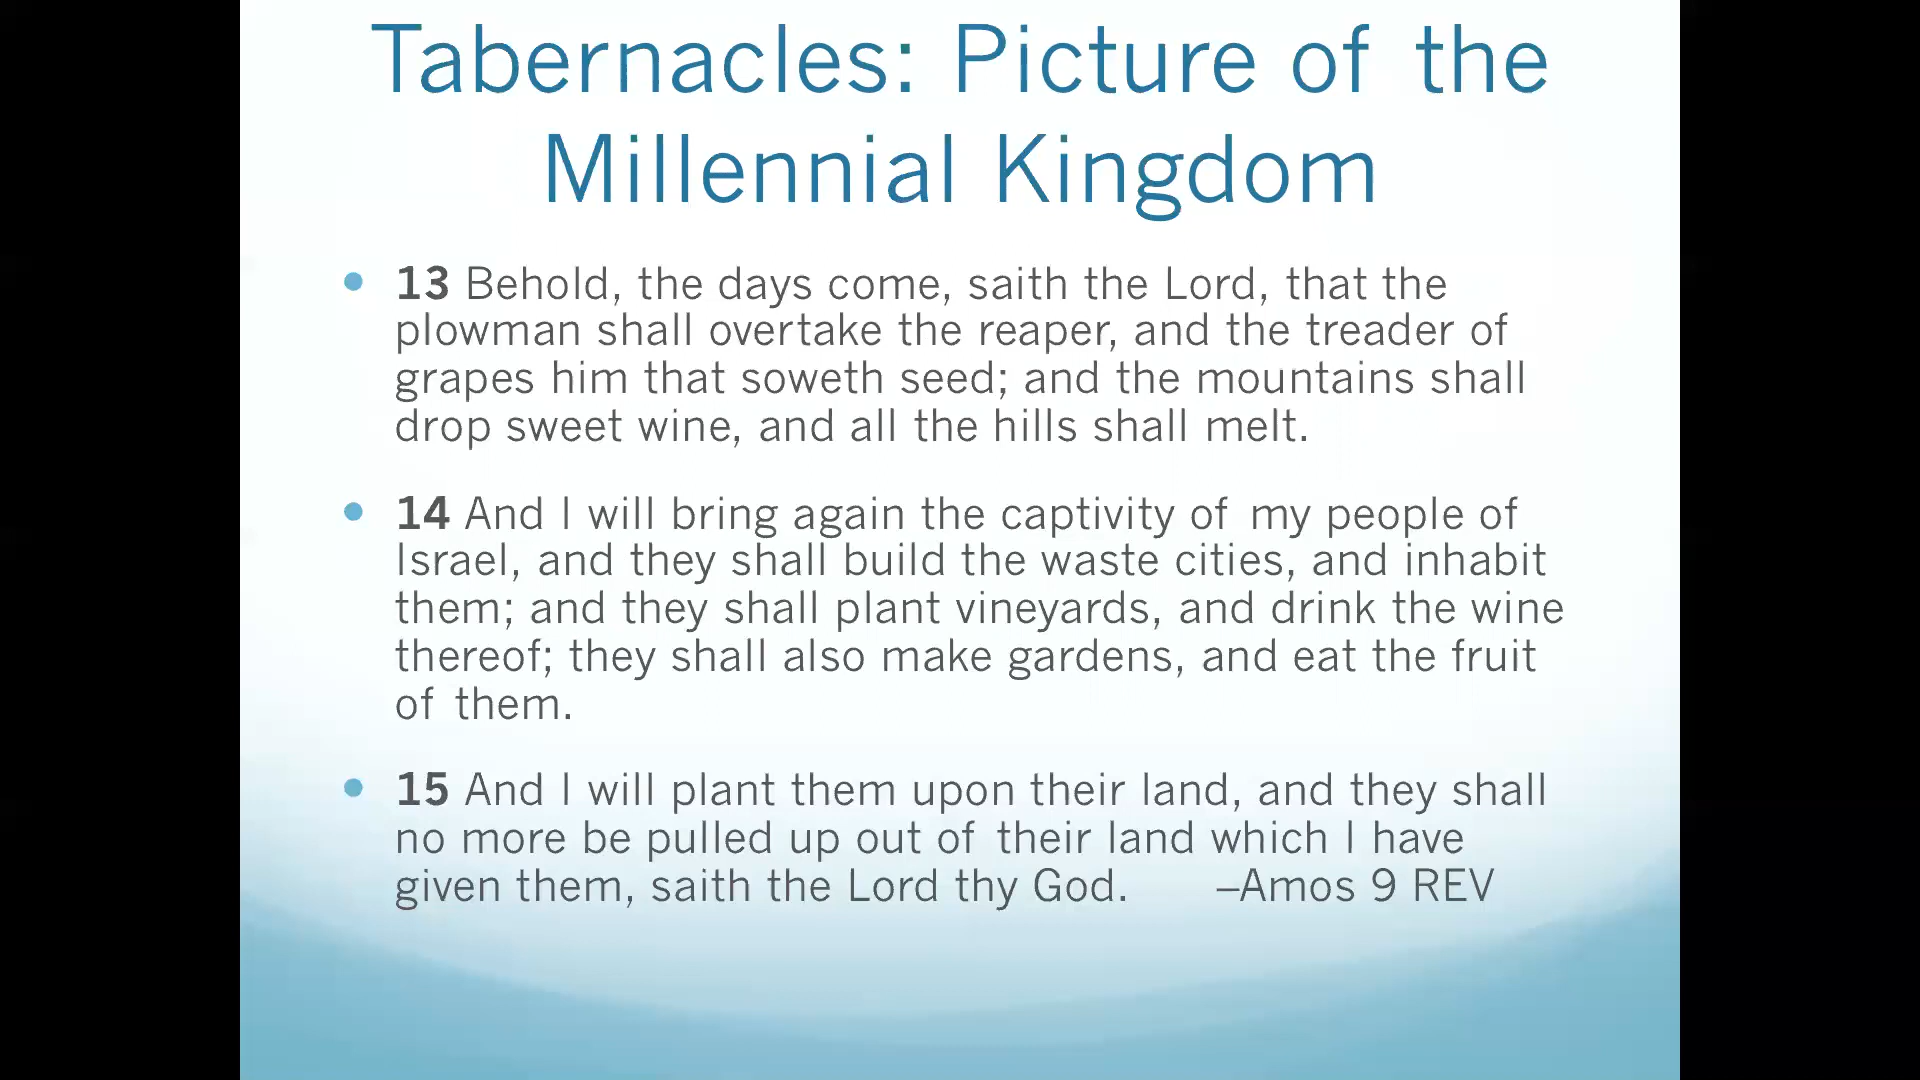 Tabernacles: Picture of the
Millennial Kingdom
• 13 Behold, the days come, saith the Lord, that the
plowman shall overtake the reaper, and the treader of
grapes him that soweth seed; and the mountains shall
drop sweet wine, and all the hills shall melt.
• 14 And I will bring again the captivity of my people of
Israel, and they shall build the waste cities, and inhabit
them; and they shall plant vineyards, and drink the wine
thereof; they shall also make gardens, and eat the fruit
of them.
• 15 And I will plant them upon their land, and they shall
no more be pulled up out of their land which I have
given them, saith the Lord thy God. –Amos 9 REV